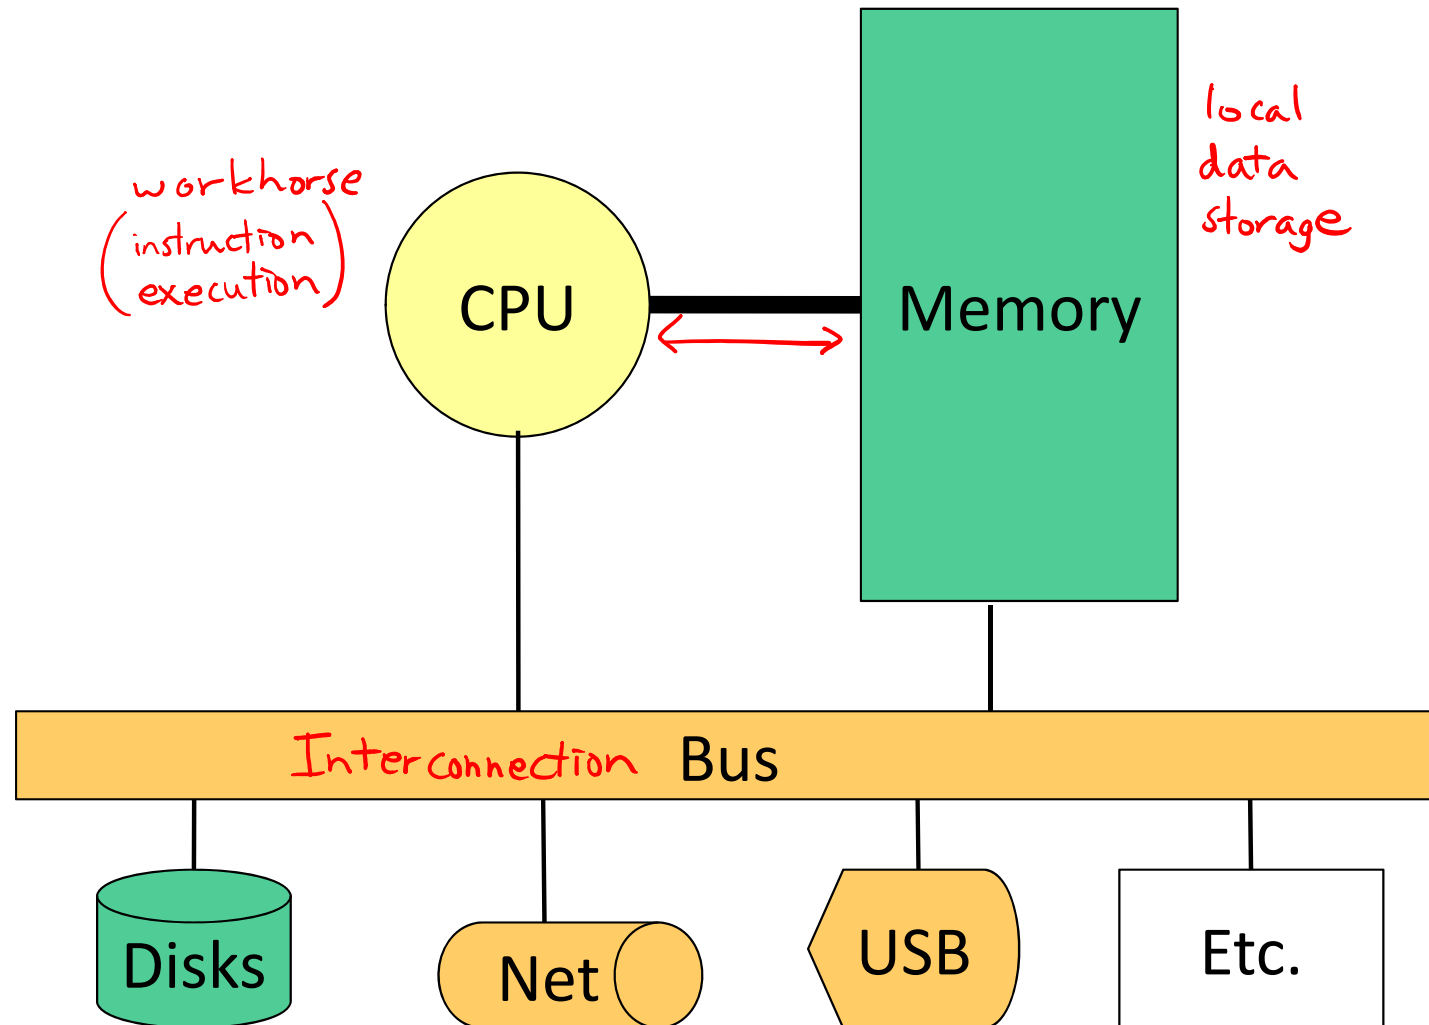 local
data
storage
workhorse
(instruction
execution)
CPU
Memory
Interconnection Bus
Disks
Net
USB
Etc.